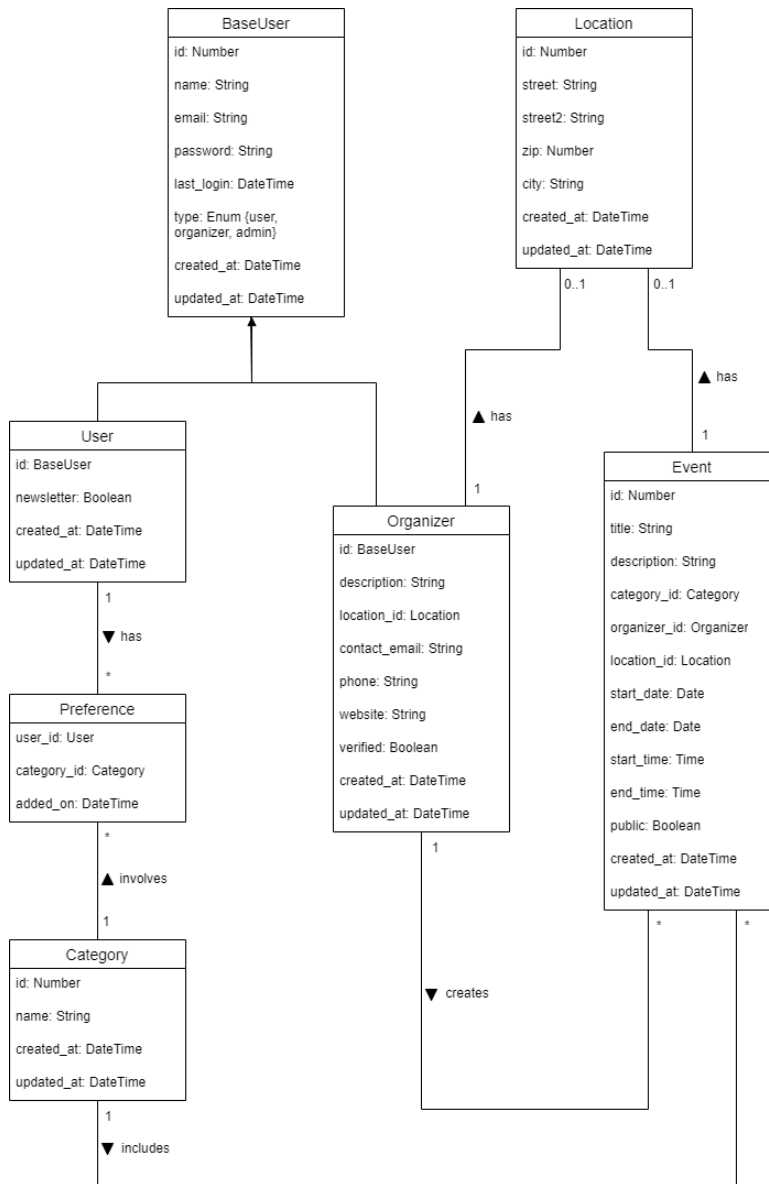 BaseUser
id: Number
name: String
email: String
password: String
last_login: DateTime
type: Enum {user,
organizer, admin}
created_at: DateTime
updated_at: DateTime
Location
id: Number
street: String
street2: String
zip: Number
city: String
created_at: DateTime
updated_at: DateTime
0..1
0..1
▲ has
▲ has
1
1
User
id: BaseUser
newsletter: Boolean
created_at: DateTime
updated_at: DateTime
1
▼ has
*
Preference
user_id: User
category_id: Category
added_on: DateTime
*
▲ involves
1
Category
id: Number
name: String
created_at: DateTime
updated_at: DateTime
1
▼ includes
Organizer
id: BaseUser
description: String
location_id: Location
contact_email: String
phone: String
website: String
verified: Boolean
created_at: DateTime
updated_at: DateTime
1
▼ creates
Event
id: Number
title: String
description: String
category_id: Category
organizer_id: Organizer
location_id: Location
start_date: Date
end_date: Date
start_time: Time
end_time: Time
public: Boolean
created_at: DateTime
updated_at: DateTime
*
*